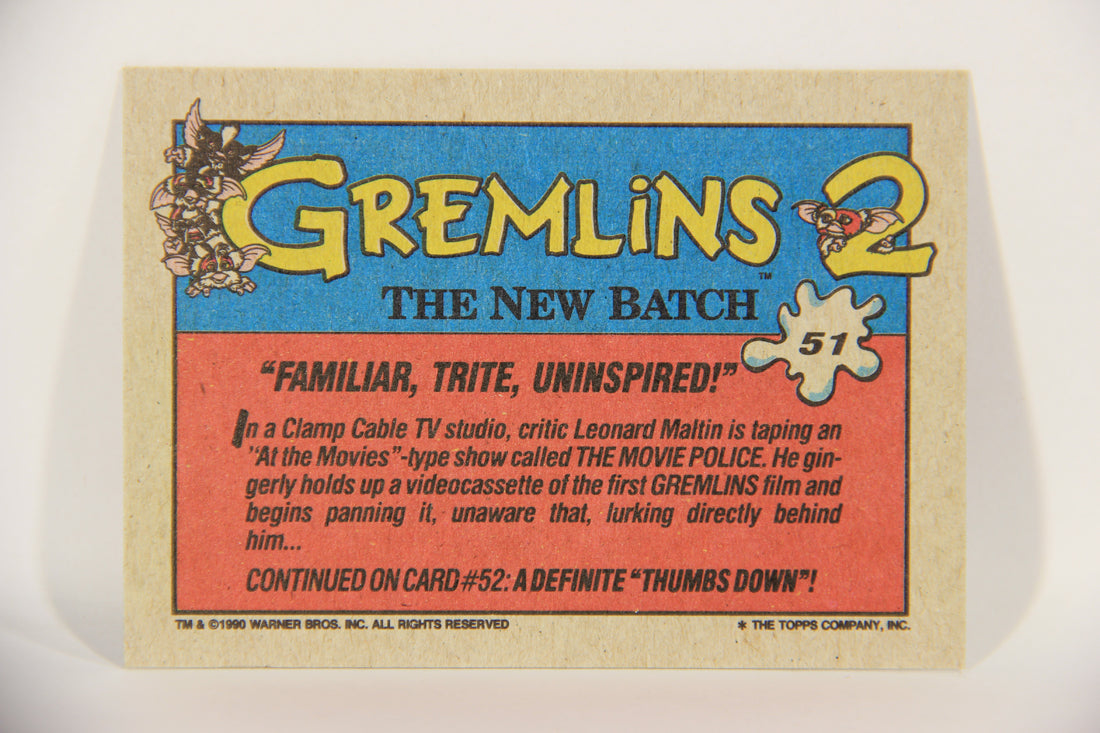 GREMLiNS 2
TM
THE NEW BATCH
51
"FAMILIAR, TRITE, UNINSPIRED!"
In a Clamp Cable TV studio, critic Leonard Maltin is taping an
"At the Movies"-type show called THE MOVIE POLICE. He gin-
gerly holds up a videocassette of the first GREMLINS film and
begins panning it, unaware that, lurking directly behind
him...
CONTINUED ON CARD #52: A DEFINITE "THUMBS DOWN"!
TM & ©1990 WARNER BROS. INC. ALL RIGHTS RESERVED
* THE TOPPS COMPANY, INC.